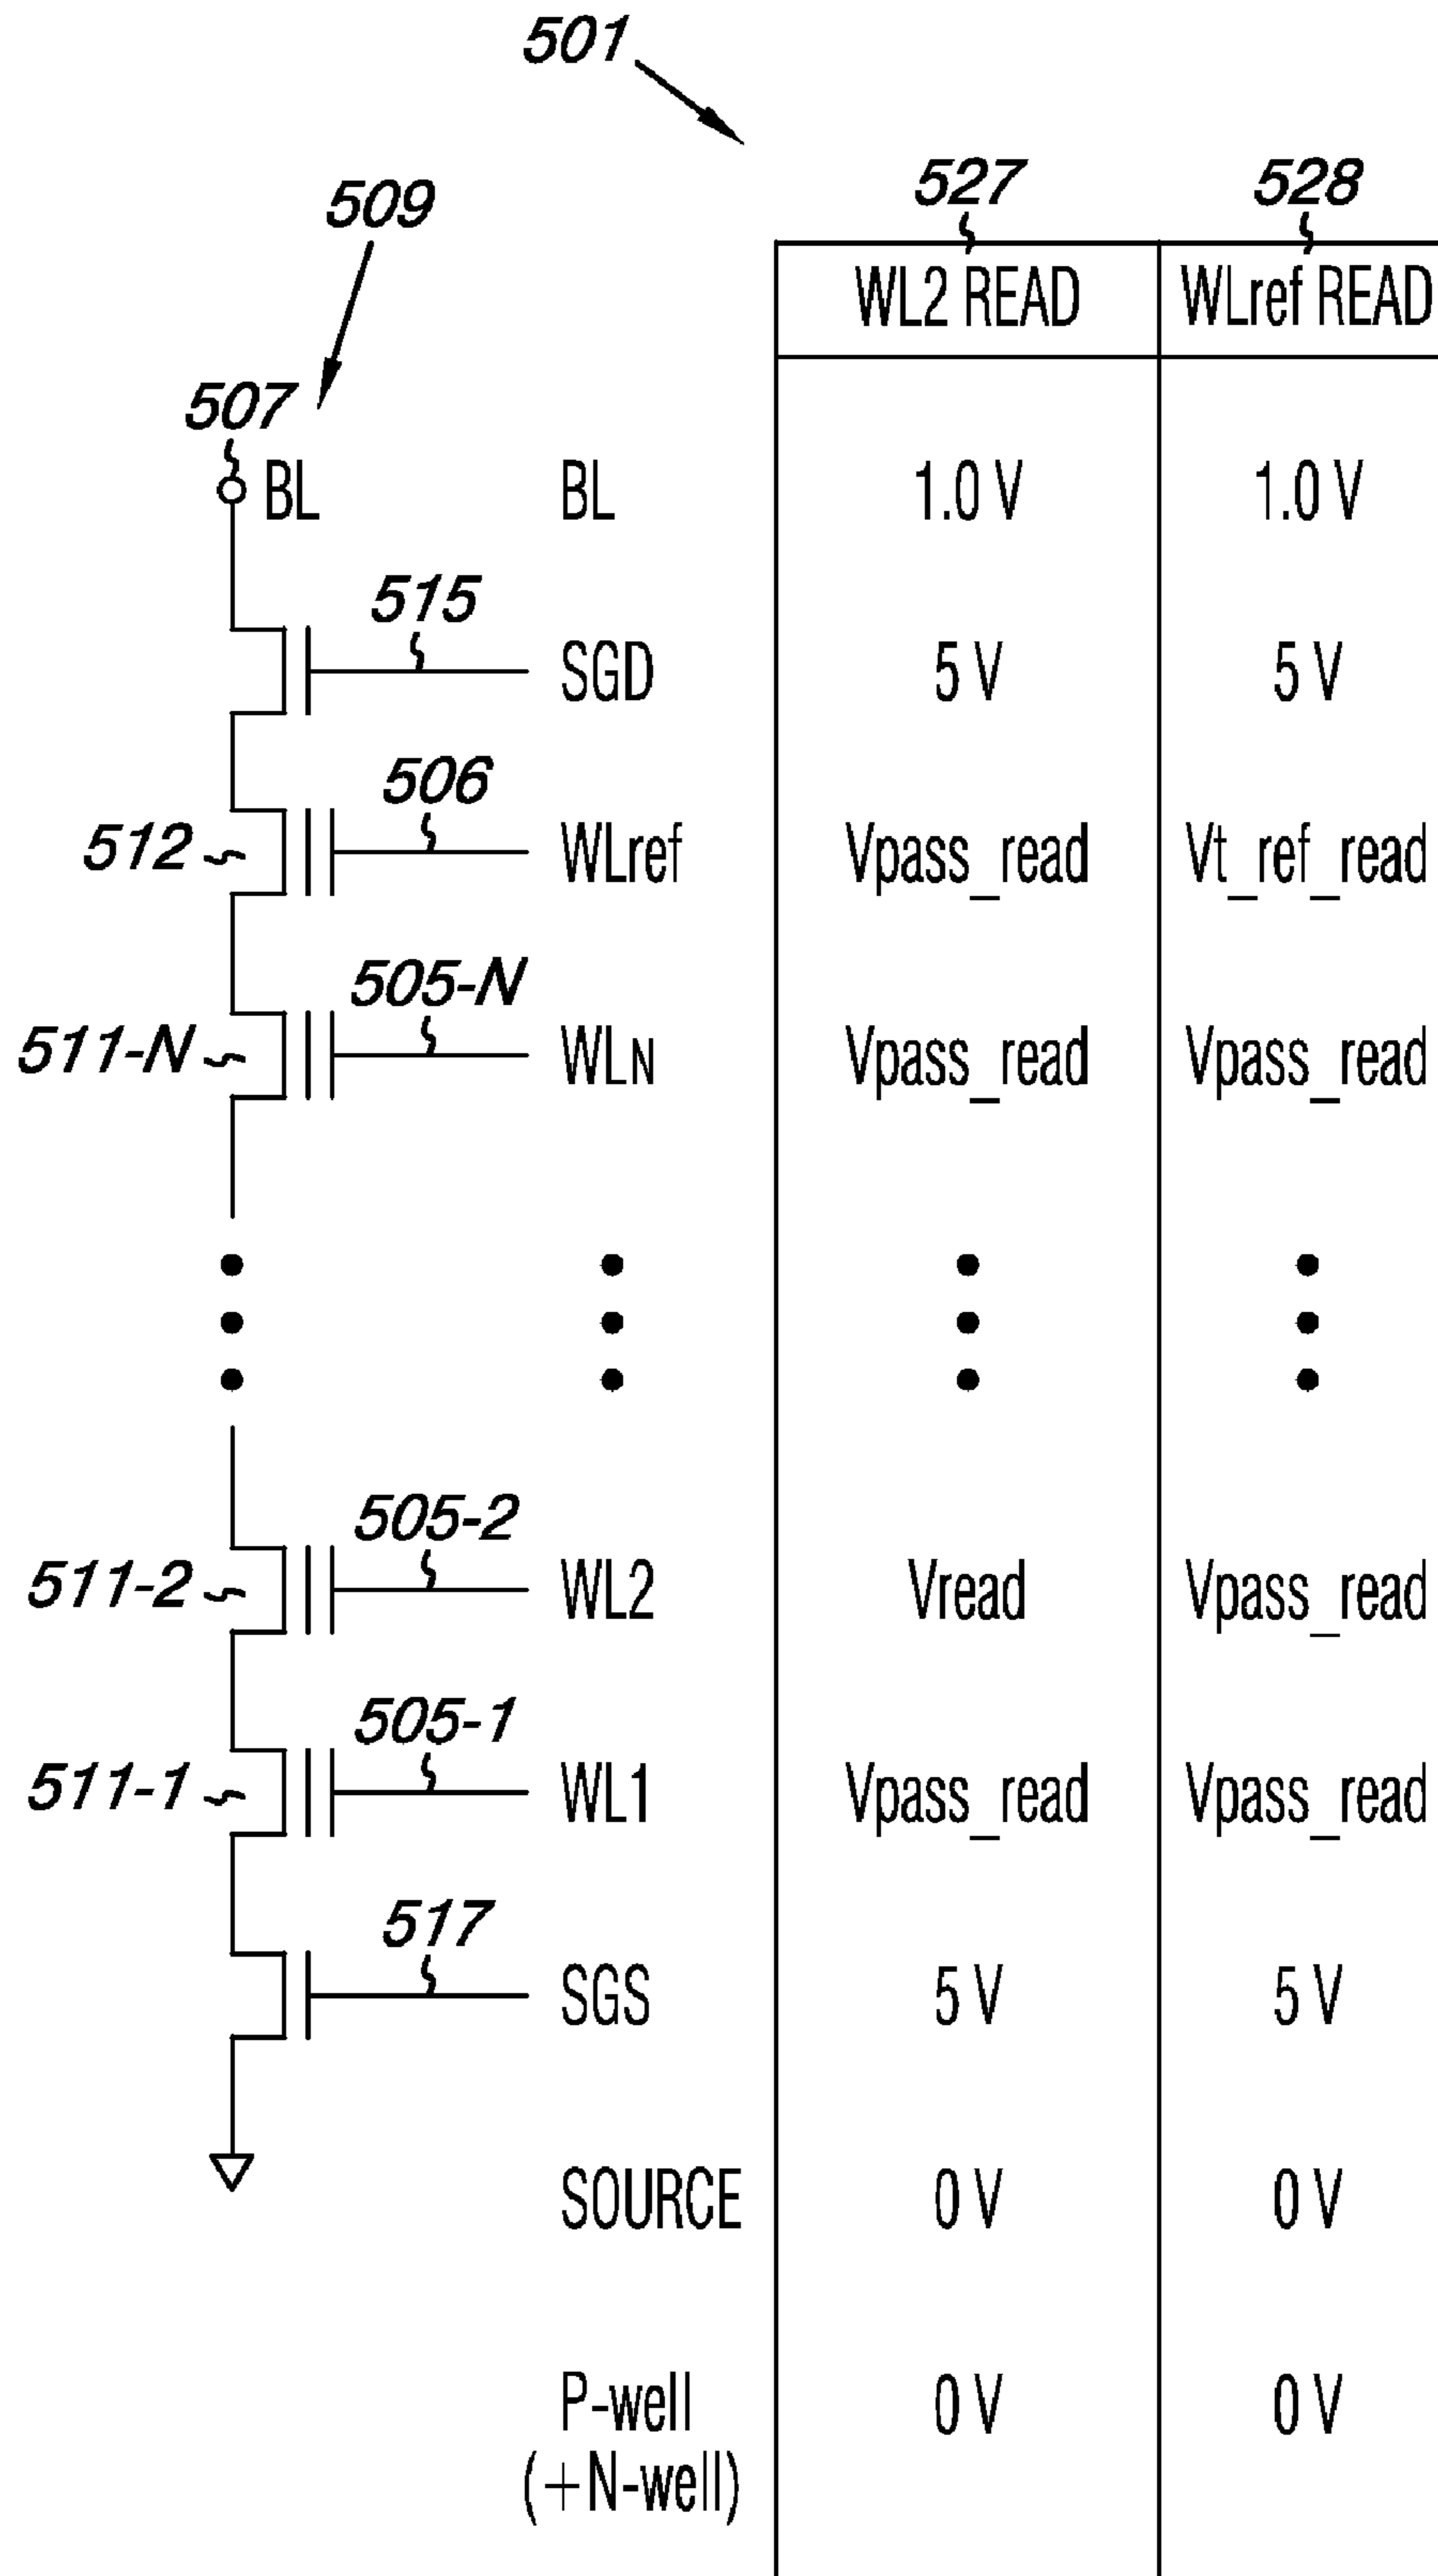 501
527 528
509
WL2 READ WLref READ
507
BL BL 1.0 V 1.0 V
515
SGD 5 V 5 V
506
512 WLref Vpass_read Vt_ref_read
505-N
511-N WLN Vpass_read Vpass_read
505-2
511-2 WL2 Vread Vpass_read
505-1
511-1 WL1 Vpass_read Vpass_read
517
SGS 5 V 5 V
SOURCE 0 V 0 V
P-well 0 V 0 V
(+N-well)